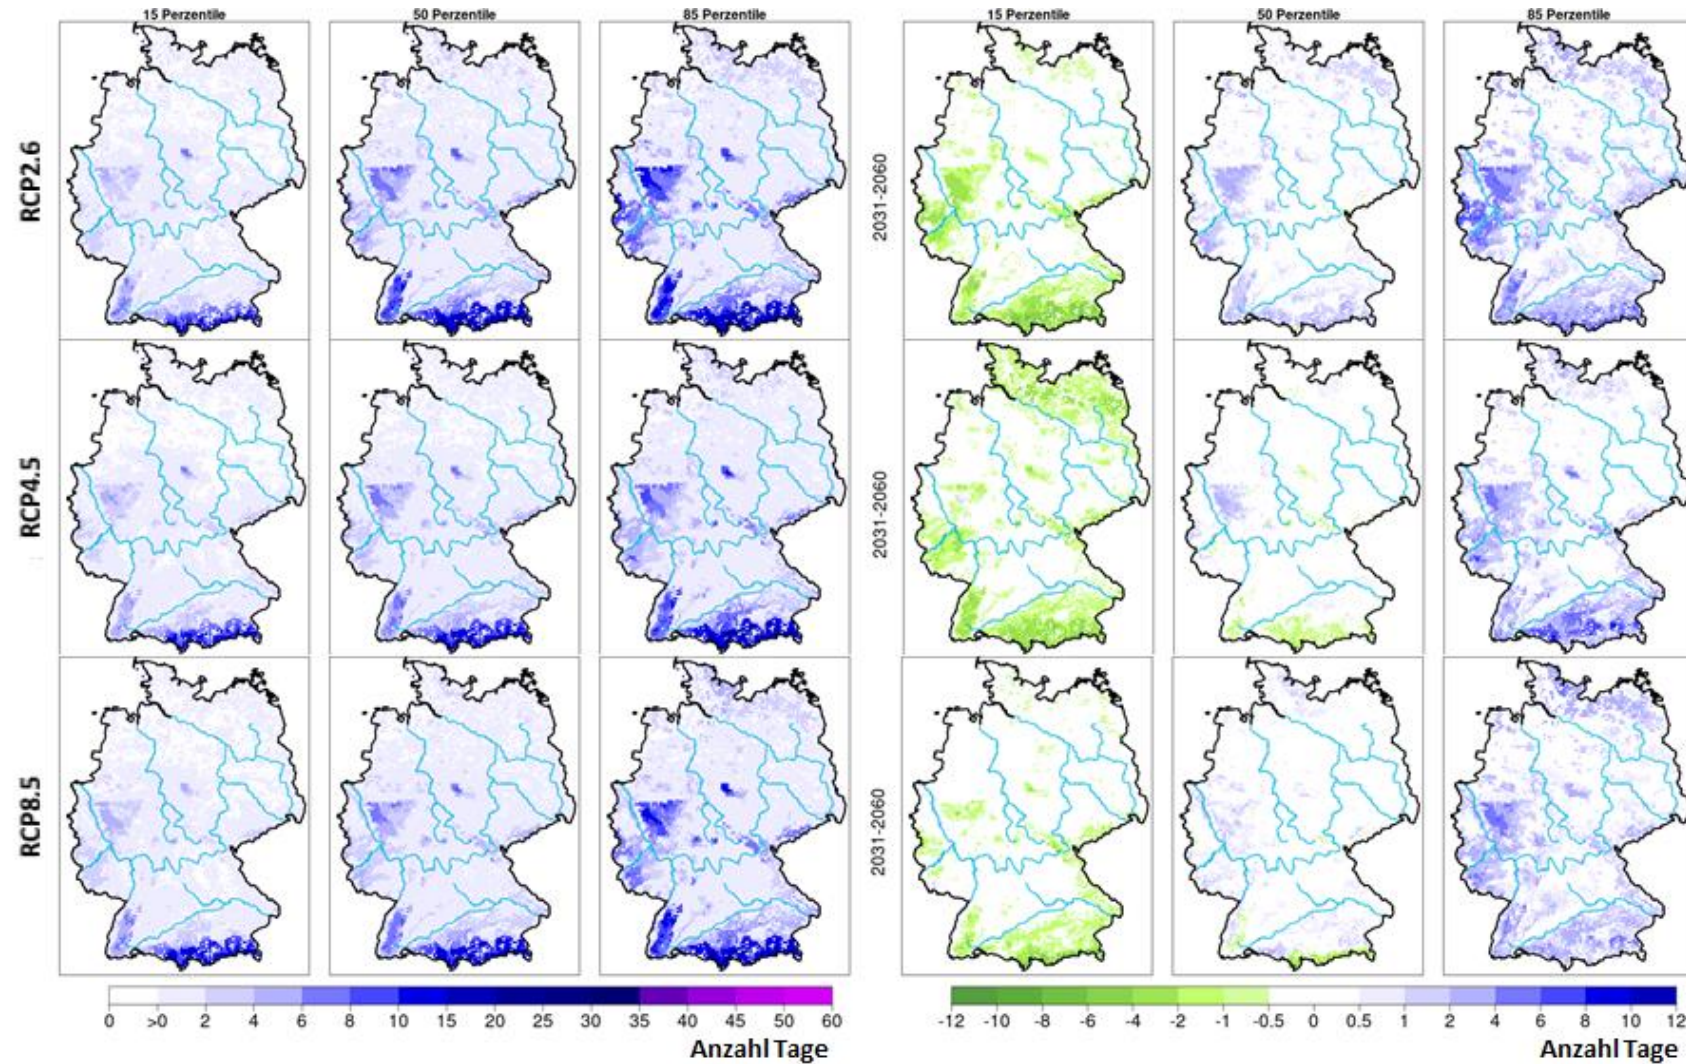 15 Perzentile 50 Perzentile 85 Perzentile 15 Perzentile 50 Perzentile 85 Perzentile
RCP2.6
2031-2060
RCP4.5
2031-2060
RCP8.5
2031-2060
0 >0 2 4 6 8 10 15 20 25 30 35 40 45 50 60
-12 -10 -8 -6 -4 -2 -1 -0.5 0 0.5 1 2 4 6 8 10 12
Anzahl Tage
Anzahl Tage